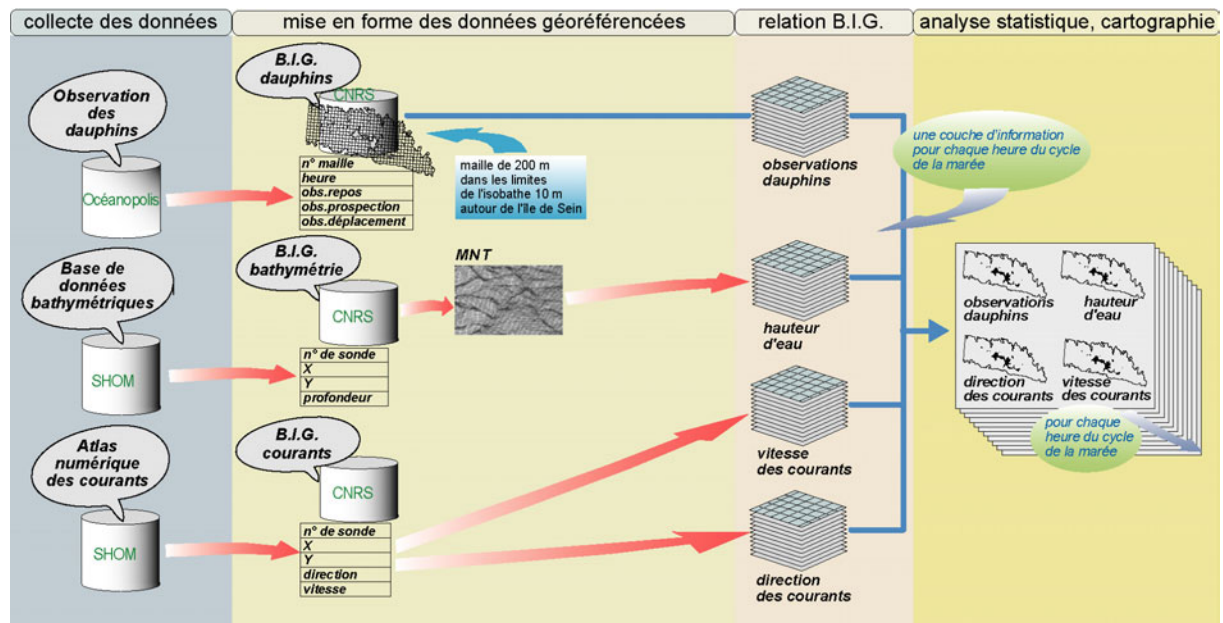 collecte des données
mise en forme des données géoréférencées
relation B.I.G.
analyse statistique, cartographie
Observation
des
dauphins
Océanopolis
B.I.G.
dauphins
CNRS
n° maille
heure
obs.repos
obs.prospection
obs.déplacement
maille de 200 m
dans les limites
de l'isobathe 10 m
autour de l'île de Sein
observations
dauphins
une couche d'information
pour chaque heure du cycle
de la marée
Base de
données
bathymétriques
SHOM
B.I.G.
bathymétrie
CNRS
n° de sonde
X
Y
profondeur
MNT
hauteur
d'eau
Atlas
numérique
des courants
SHOM
B.I.G.
courants
CNRS
n° de sonde
X
Y
direction
vitesse
vitesse
des courants
direction
des courants
observations
dauphins
hauteur
d'eau
direction
des courants
vitesse
des courants
pour chaque
heure du cycle
de la marée